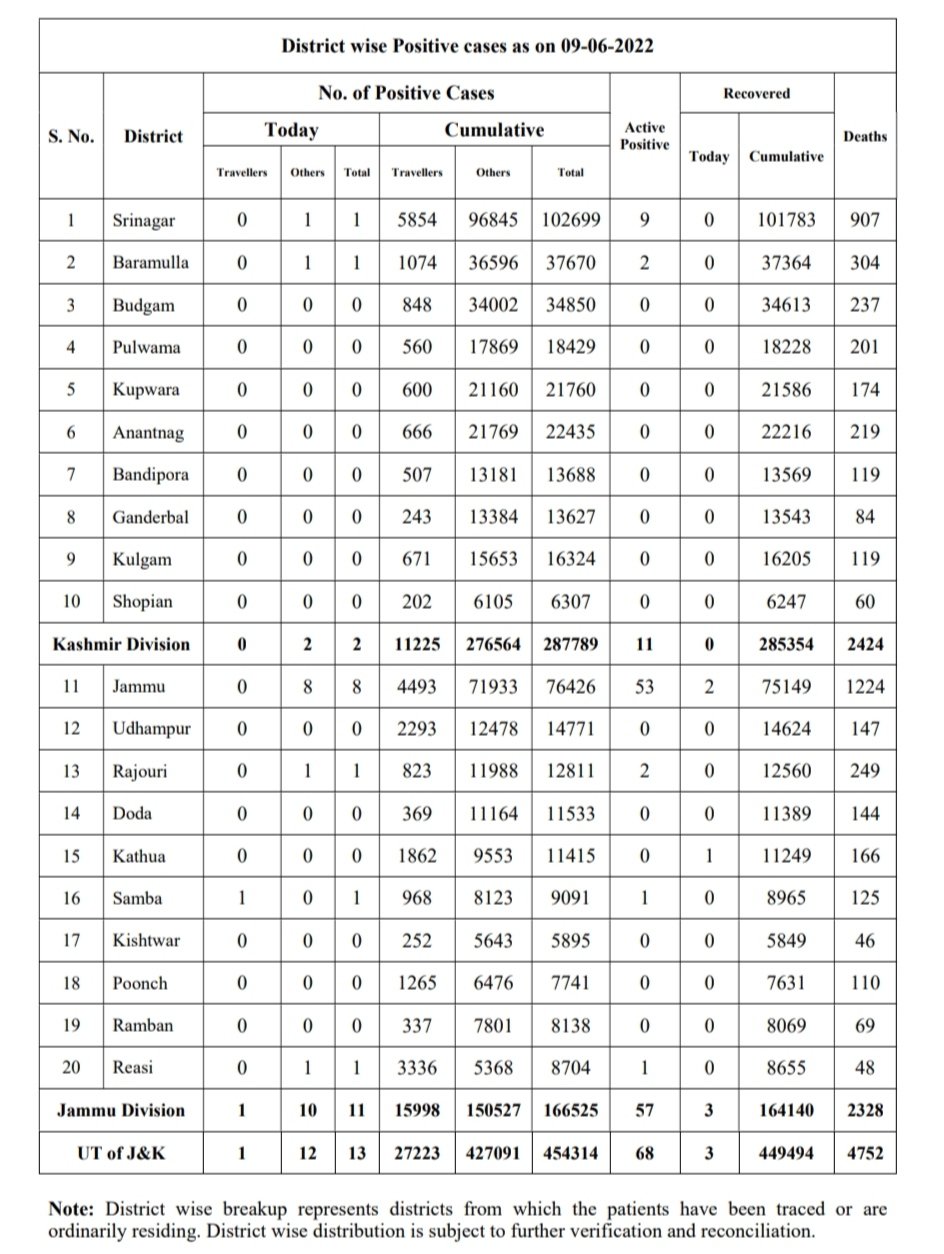 District wise Positive cases as on 09-06-2022
S. No. District No. of Positive Cases Active Positive Recovered Deaths
Today Cumulative Today Cumulative
Travellers Others Total Travellers Others Total
1 Srinagar 0 1 1 5854 96845 102699 9 0 101783 907
2 Baramulla 0 1 1 1074 36596 37670 2 0 37364 304
3 Budgam 0 0 0 848 34002 34850 0 0 34613 237
4 Pulwama 0 0 0 560 17869 18429 0 0 18228 201
5 Kupwara 0 0 0 600 21160 21760 0 0 21586 174
6 Anantnag 0 0 0 666 21769 22435 0 0 22216 219
7 Bandipora 0 0 0 507 13181 13688 0 0 13569 119
8 Ganderbal 0 0 0 243 13384 13627 0 0 13543 84
9 Kulgam 0 0 0 671 15653 16324 0 0 16205 119
10 Shopian 0 0 0 202 6105 6307 0 0 6247 60
Kashmir Division 0 2 2 11225 276564 287789 11 0 285354 2424
11 Jammu 0 8 8 4493 71933 76426 53 2 75149 1224
12 Udhampur 0 0 0 2293 12478 14771 0 0 14624 147
13 Rajouri 0 1 1 823 11988 12811 2 0 12560 249
14 Doda 0 0 0 369 11164 11533 0 0 11389 144
15 Kathua 0 0 0 1862 9553 11415 0 1 11249 166
16 Samba 1 0 1 968 8123 9091 1 0 8965 125
17 Kishtwar 0 0 0 252 5643 5895 0 0 5849 46
18 Poonch 0 0 0 1265 6476 7741 0 0 7631 110
19 Ramban 0 0 0 337 7801 8138 0 0 8069 69
20 Reasi 0 1 1 3336 5368 8704 1 0 8655 48
Jammu Division 1 10 11 15998 150527 166525 57 3 164140 2328
UT of J&K 1 12 13 27223 427091 454314 68 3 449494 4752
Note: District wise breakup represents districts from which the patients have been traced or are
ordinarily residing. District wise distribution is subject to further verification and reconciliation.